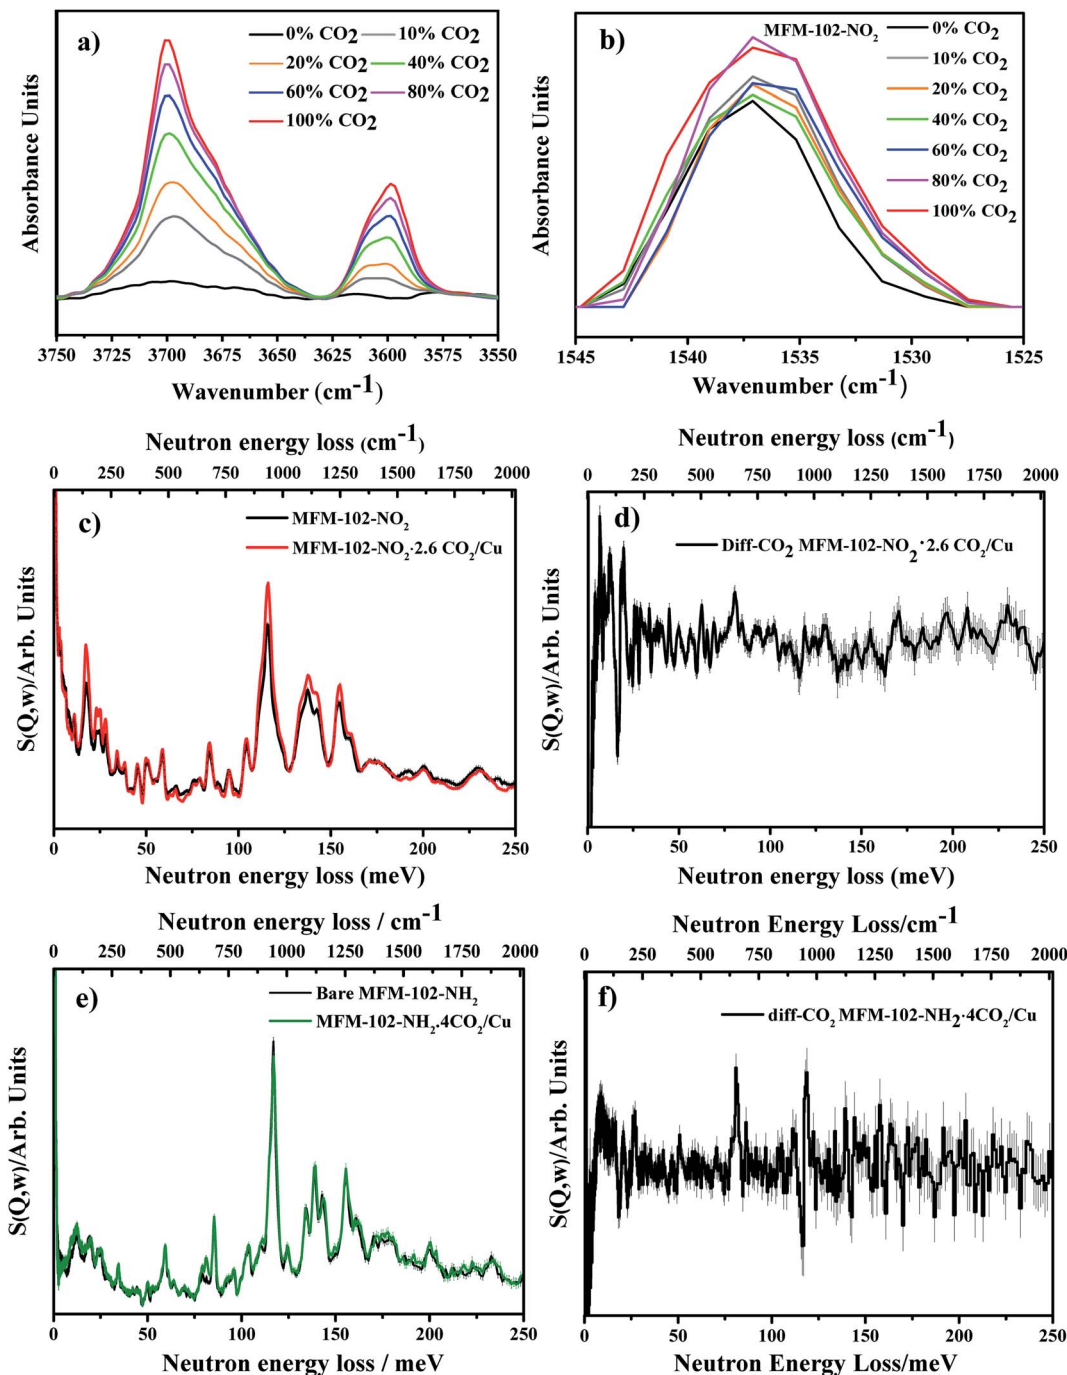 a)
0% CO2 10% CO2
20% CO2 40% CO2
60% CO2 80% CO2
100% CO2
Absorbance Units
3750 3725 3700 3675 3650 3625 3600 3575 3550
Wavenumber (cm-1)
b)
MFM-102-NO2
0% CO2
10% CO2
20% CO2
40% CO2
60% CO2
80% CO2
100% CO2
Absorbance Units
1545 1540 1535 1530 1525
Wavenumber (cm-1)
Neutron energy loss (cm-1)
0 250 500 750 1000 1250 1500 1750 2000
c)
MFM-102-NO2
MFM-102-NO2·2.6 CO2/Cu
S(Q,w)/Arb. Units
0 50 100 150 200 250
Neutron energy loss (meV)
Neutron energy loss (cm-1)
0 250 500 750 1000 1250 1500 1750 2000
d)
Diff-CO2 MFM-102-NO2·2.6 CO2/Cu
S(Q,w)/Arb. Units
0 50 100 150 200 250
Neutron energy loss (meV)
Neutron energy loss / cm-1
0 250 500 750 1000 1250 1500 1750 2000
e)
Bare MFM-102-NH2
MFM-102-NH2.4CO2/Cu
S(Q,w)/Arb. Units
0 50 100 150 200 250
Neutron energy loss / meV
Neutron Energy Loss/cm-1
0 250 500 750 1000 1250 1500 1750 2000
f)
diff-CO2 MFM-102-NH2·4CO2/Cu
S(Q,w)/Arb. Units
0 50 100 150 200 250
Neutron Energy Loss/meV